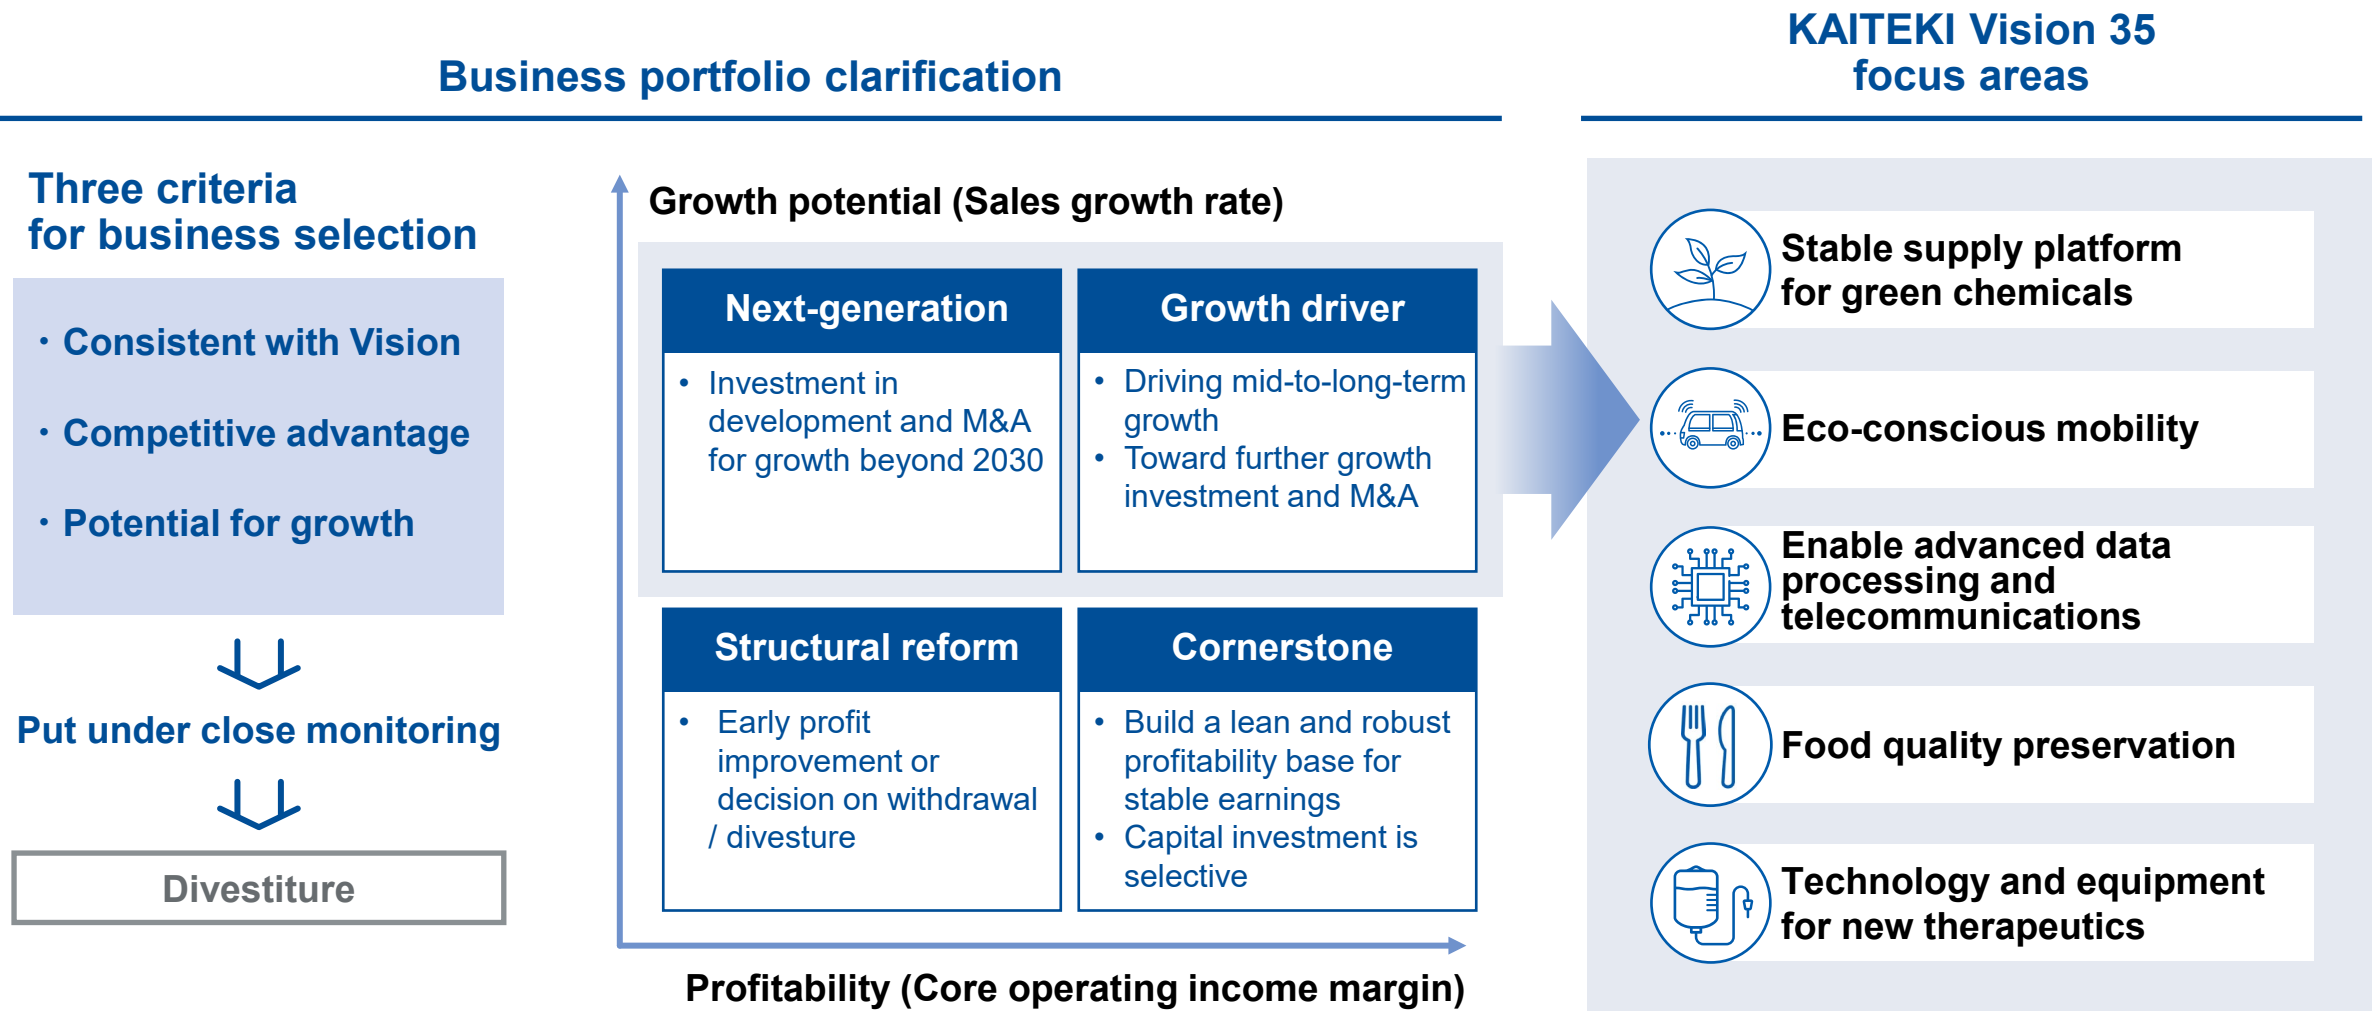 Business portfolio clarification
KAITEKI Vision 35
focus areas
Three criteria
for business selection
・Consistent with Vision
・Competitive advantage
・Potential for growth
Put under close monitoring
Divestiture
Growth potential (Sales growth rate)
Next-generation
• Investment in
development and M&A
for growth beyond 2030
Growth driver
• Driving mid-to-long-term
growth
• Toward further growth
investment and M&A
Structural reform
• Early profit
improvement or
decision on withdrawal
/ divesture
Cornerstone
• Build a lean and robust
profitability base for
stable earnings
• Capital investment is
selective
Profitability (Core operating income margin)
Stable supply platform
for green chemicals
Eco-conscious mobility
Enable advanced data
processing and
telecommunications
Food quality preservation
Technology and equipment
for new therapeutics